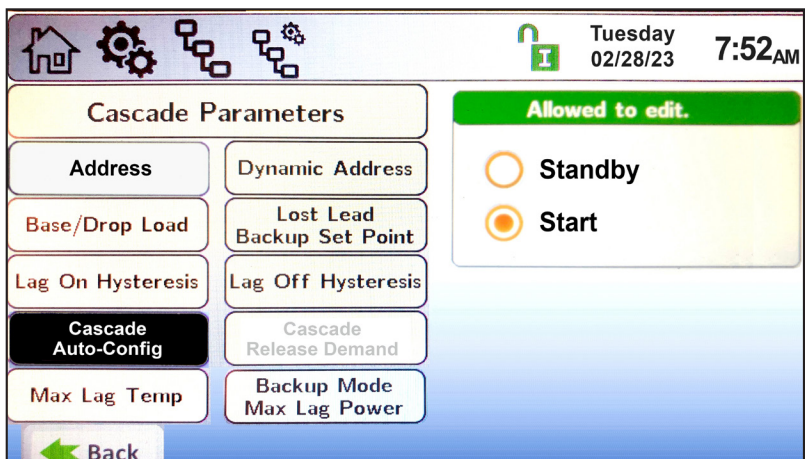 Tuesday
02/28/23
7:52AM
I
Cascade Parameters
Allowed to edit.
Address
Dynamic Address
Standby
Base/Drop Load
Lost Lead
Backup Set Point
Start
Lag On Hysteresis
Lag Off Hysteresis
Cascade
Auto-Config
Cascade
Release Demand
Max Lag Temp
Backup Mode
Max Lag Power
Back